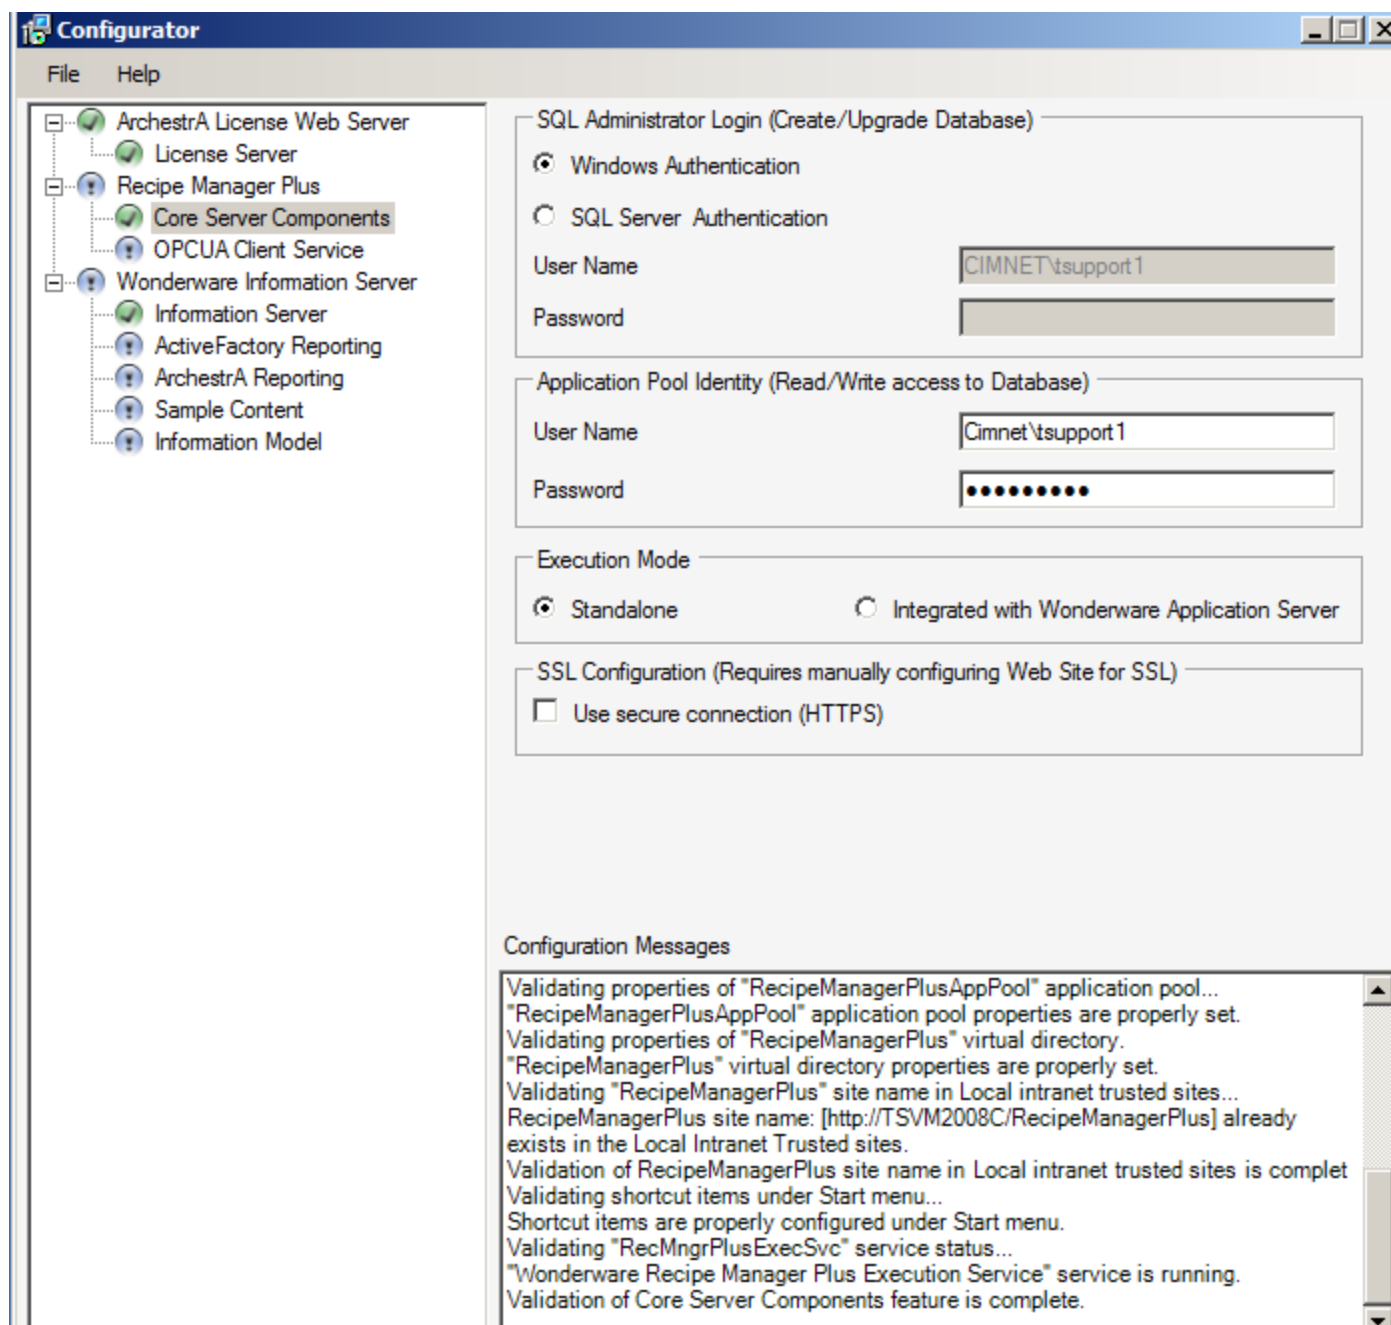 Configurator
File Help
ArchestrA License Web Server
License Server
Recipe Manager Plus
Core Server Components
OPCUA Client Service
Wonderware Information Server
Information Server
ActiveFactory Reporting
ArchestrA Reporting
Sample Content
Information Model
SQL Administrator Login (Create/Upgrade Database)
Windows Authentication
SQL Server Authentication
User Name CIMNET\tsupport1
Password
Application Pool Identity (Read/Write access to Database)
User Name Cimnet\tsupport1
Password •••••••••
Execution Mode
Standalone Integrated with Wonderware Application Server
SSL Configuration (Requires manually configuring Web Site for SSL)
Use secure connection (HTTPS)
Configuration Messages
Validating properties of "RecipeManagerPlusAppPool" application pool...
"RecipeManagerPlusAppPool" application pool properties are properly set.
Validating properties of "RecipeManagerPlus" virtual directory.
"RecipeManagerPlus" virtual directory properties are properly set.
Validating "RecipeManagerPlus" site name in Local intranet trusted sites...
RecipeManagerPlus site name: [http://TSVM2008C/RecipeManagerPlus] already
exists in the Local Intranet Trusted sites.
Validation of RecipeManagerPlus site name in Local intranet trusted sites is complet
Validating shortcut items under Start menu...
Shortcut items are properly configured under Start menu.
Validating "RecMngrPlusExecSvc" service status...
"Wonderware Recipe Manager Plus Execution Service" service is running.
Validation of Core Server Components feature is complete.